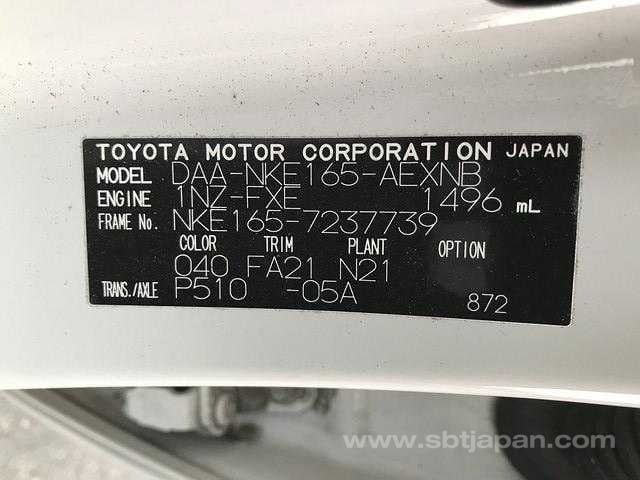 TOYOTA MOTOR CORPORATION JAPAN
MODEL DAA-NKE165-AEXNB
ENGINE 1NZ-FXE 1496 mL
FRAME No. NKE165-7237739
COLOR TRIM PLANT OPTION
040 FA21 N21
TRANS./AXLE P510 -05A 872
www.sbtjapan.com